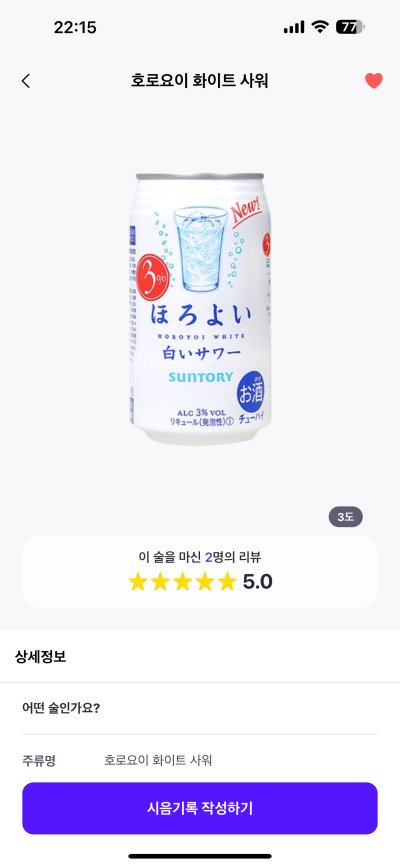 22:15
77
호로요이 화이트 사워
New!
3%
ほろよい
HOROYOI WHITE
白いサワー
SUNTORY
お酒
ALC 3% VOL
チューハイ
リキュール(発泡性)①
3도
이 술을 마신 2명의 리뷰
5.0
상세정보
어떤 술인가요?
주류명 호로요이 화이트 사워
시음기록 작성하기